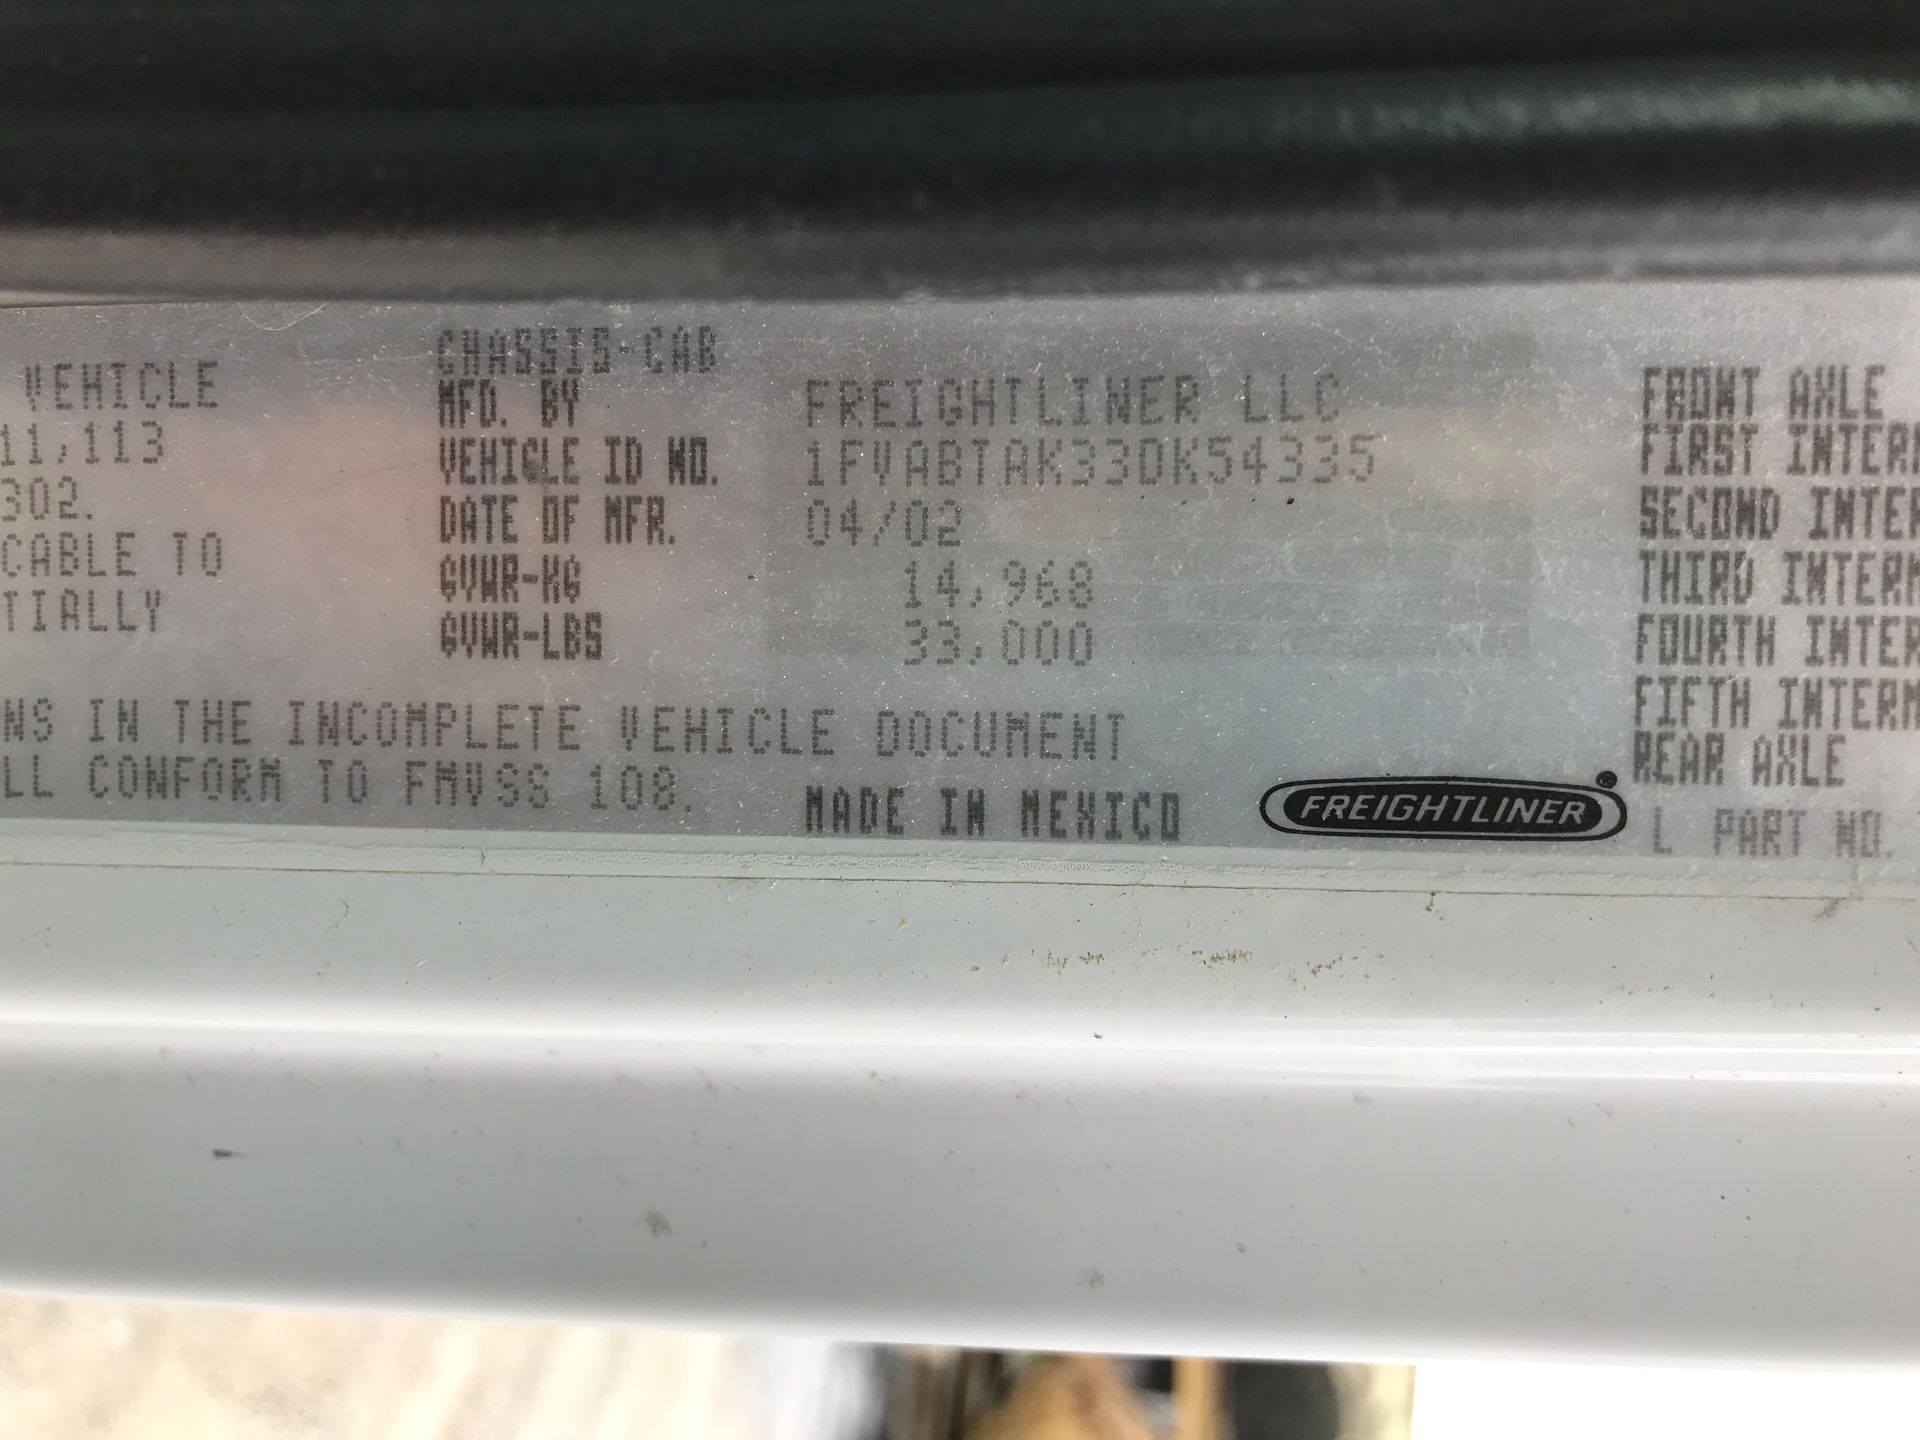 VEHICLE
11,113
302.
CABLE TO
TIALLY
NS IN THE INCOMPLETE VEHICLE DOCUMENT
LL CONFORM TO FMVSS 108.
CHASSIS-CAB
MFD. BY FREIGHTLINER LLC
VEHICLE ID NO. 1FVABTAK33DK54335
DATE OF MFR. 04/02
GVWR-KG 14,968
GVWR-LBS 33,000
MADE IN MEXICO
FREIGHTLINER
FRONT AXLE
FIRST INTERM
SECOND INTER
THIRD INTERM
FOURTH INTER
FIFTH INTERM
REAR AXLE
L PART NO.